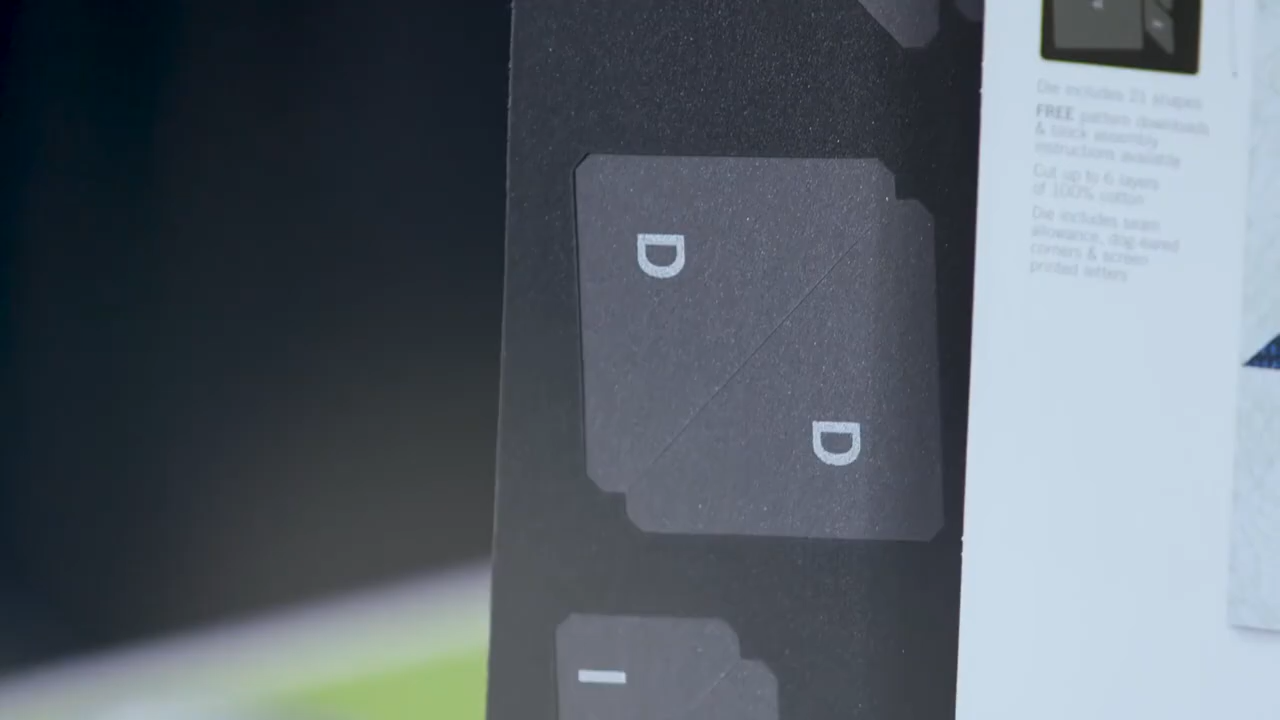 D
D
I
Die includes 21 shapes
FREE pattern downloads
& block assembly
instructions available
Cut up to 6 layers
of 100% cotton
Die includes seam
allowance, dog eared
corners & screen
printed letters